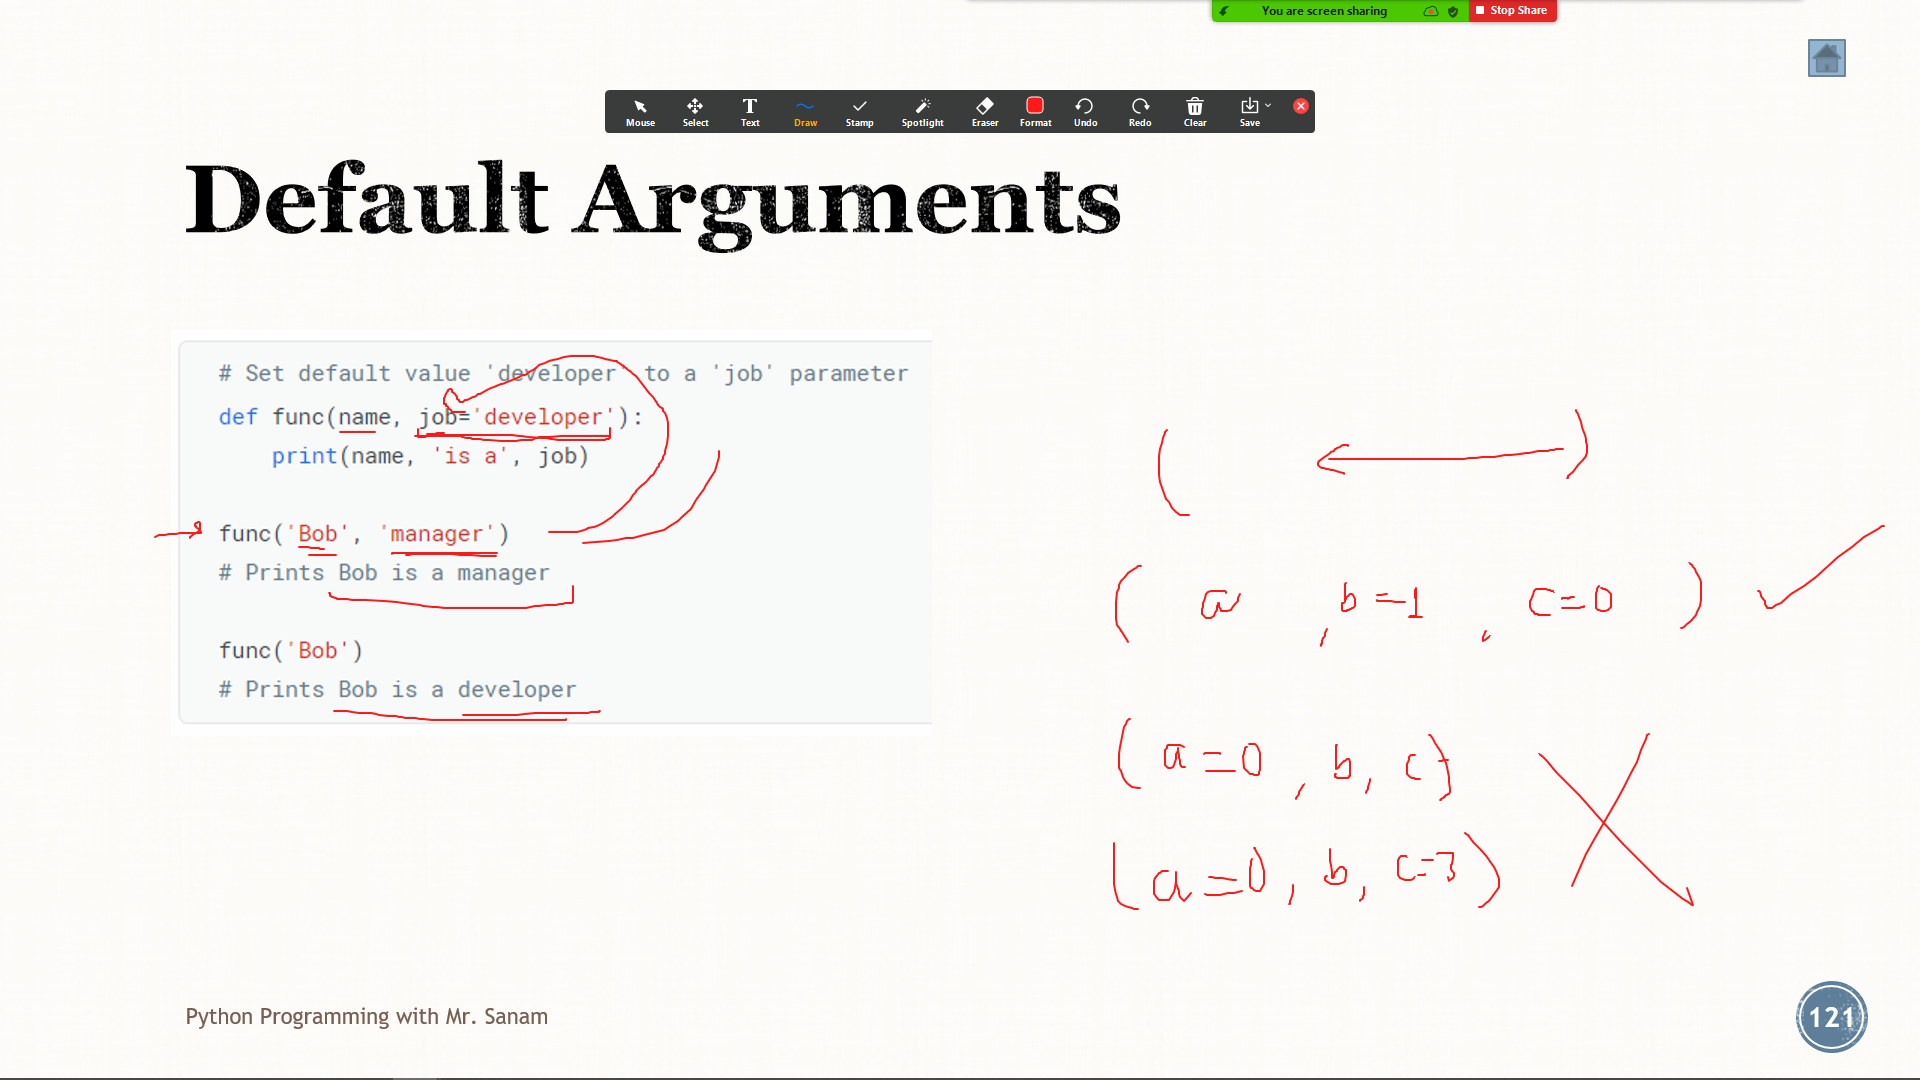 You are screen sharing Stop Share
Mouse Select Text Draw Stamp Spotlight Eraser Format Undo Redo Clear Save
Default Arguments
# Set default value 'developer' to a 'job' parameter
def func(name, job='developer'):
print(name, 'is a', job)
func('Bob', 'manager')
# Prints Bob is a manager
func('Bob')
# Prints Bob is a developer
( )
( a , b=-1 , c=0 )
(a=0 , b, c)
(a=0, b, c=3)
Python Programming with Mr. Sanam
121